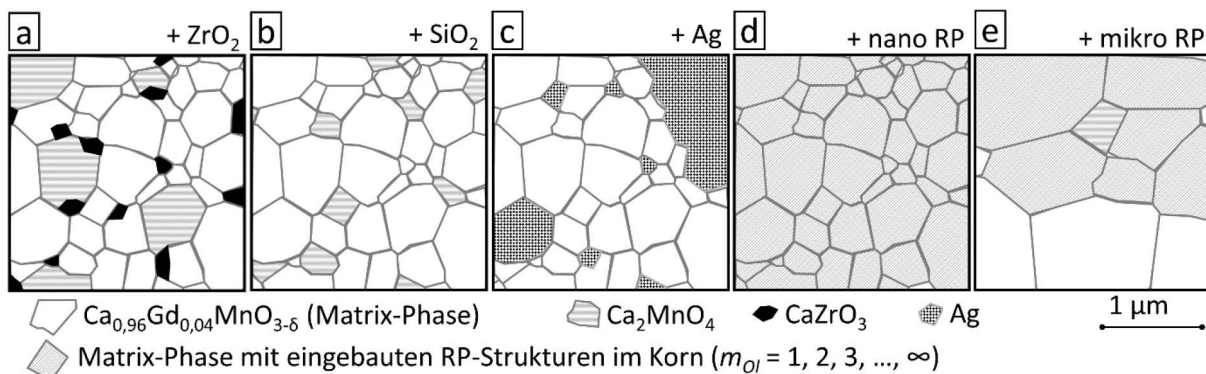 a + ZrO₂ b + SiO₂ c + Ag d + nano RP e + mikro RP
Ca₀,₉₆Gd₀,₀₄MnO₃₋δ (Matrix-Phase) Ca₂MnO₄ CaZrO₃ Ag 1 µm
Matrix-Phase mit eingebauten RP-Strukturen im Korn (m_Ol = 1, 2, 3, ..., ∞)